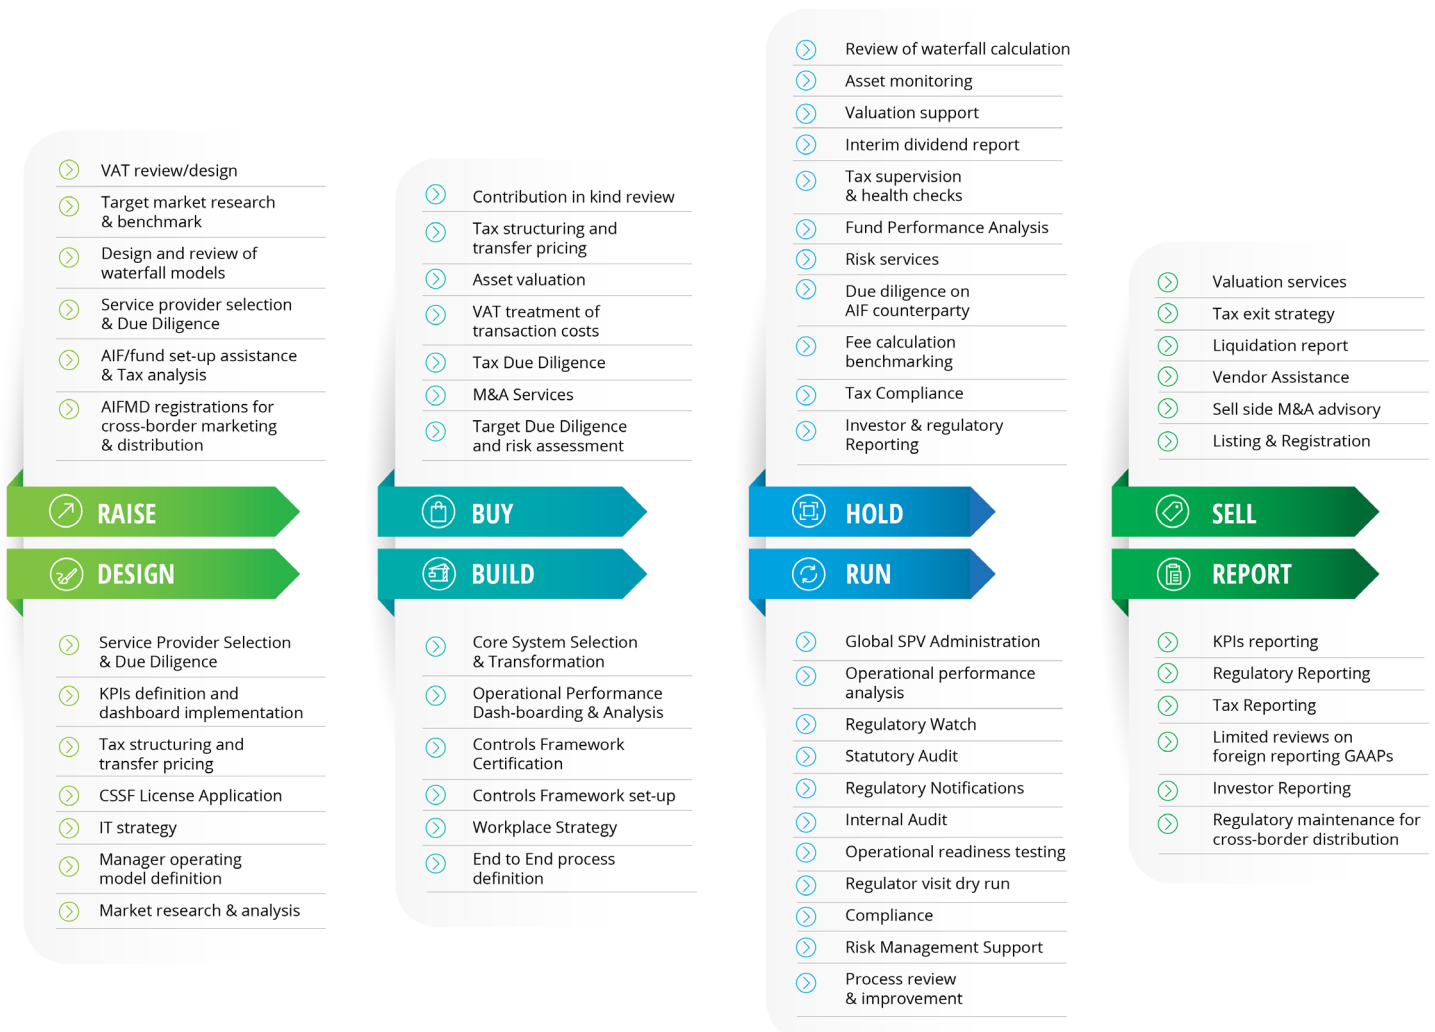 VAT review/design
Target market research
& benchmark
Design and review of
waterfall models
Service provider selection
& Due Diligence
AIF/fund set-up assistance
& Tax analysis
AIFMD registrations for
cross-border marketing
& distribution
RAISE
DESIGN
Service Provider Selection
& Due Diligence
KPIs definition and
dashboard implementation
Tax structuring and
transfer pricing
CSSF License Application
IT strategy
Manager operating
model definition
Market research & analysis
Contribution in kind review
Tax structuring and
transfer pricing
Asset valuation
VAT treatment of
transaction costs
Tax Due Diligence
M&A Services
Target Due Diligence
and risk assessment
BUY
BUILD
Core System Selection
& Transformation
Operational Performance
Dash-boarding & Analysis
Controls Framework
Certification
Controls Framework set-up
Workplace Strategy
End to End process
definition
Review of waterfall calculation
Asset monitoring
Valuation support
Interim dividend report
Tax supervision
& health checks
Fund Performance Analysis
Risk services
Due diligence on
AIF counterparty
Fee calculation
benchmarking
Tax Compliance
Investor & regulatory
Reporting
HOLD
RUN
Global SPV Administration
Operational performance
analysis
Regulatory Watch
Statutory Audit
Regulatory Notifications
Internal Audit
Operational readiness testing
Regulator visit dry run
Compliance
Risk Management Support
Process review
& improvement
Valuation services
Tax exit strategy
Liquidation report
Vendor Assistance
Sell side M&A advisory
Listing & Registration
SELL
REPORT
KPIs reporting
Regulatory Reporting
Tax Reporting
Limited reviews on
foreign reporting GAAPs
Investor Reporting
Regulatory maintenance for
cross-border distribution